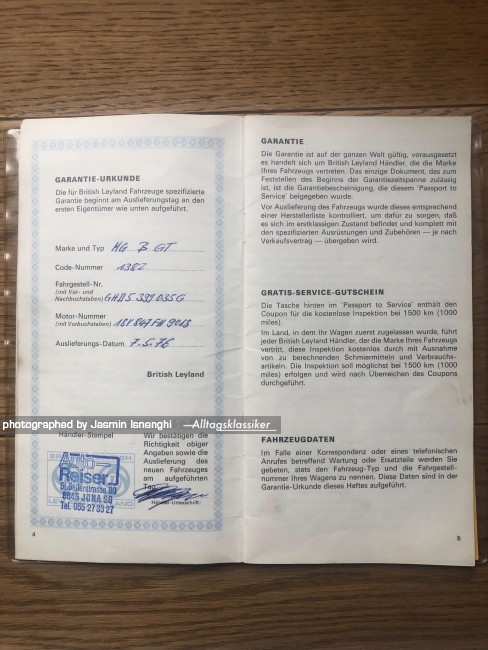 GARANTIE-URKUNDE
Die für British Leyland Fahrzeuge spezifizierte
Garantie beginnt am Auslieferungstag an den
ersten Eigentümer wie unten aufgeführt.
Marke und Typ MG B GT
Code-Nummer 1382
Fahrgestell-Nr.
(mit Vor- und
Nachbuchstaben) GHD5 391035G
Motor-Nummer
(mit Vorbuchstaben) 18V847FH 9013
Auslieferungs-Datum 7.5.76
British Leyland
photographed by Jasmin Isnenghi —Alltagsklassiker—
Händler-Stempel
Wir bestätigen die
Richtigkeit obiger
Angaben sowie die
Auslieferung des
neuen Fahrzeuges
am aufgeführten
Tag.
Händler-Unterschrift:
Auto
Reiser
St. Gallerstrasse 80
8645 JONA SG
Tel. 055 27 83 27
4
GARANTIE
Die Garantie ist auf der ganzen Welt gültig, vorausgesetzt
es handelt sich um British Leyland Händler, die die Marke
Ihres Fahrzeugs vertreten. Das einzige Dokument, das zum
Feststellen des Beginns der Garantiezeitspanne zulässig
ist, ist die Garantiebescheinigung, die diesem 'Passport to
Service' beigegeben wurde.
Vor Auslieferung des Fahrzeugs wurde dieses entsprechend
einer Herstellerliste kontrolliert, um dafür zu sorgen, daß
es sich im erstklassigen Zustand befindet und komplett mit
den spezifizierten Ausrüstungen und Zubehören — je nach
Verkaufsvertrag — übergeben wird.
GRATIS-SERVICE-GUTSCHEIN
Die Tasche hinten im 'Passport to Service' enthält den
Coupon für die kostenlose Inspektion bei 1500 km (1000
miles).
Im Land, in dem Ihr Wagen zuerst zugelassen wurde, führt
jeder British Leyland Händler, der die Marke Ihres Fahrzeugs
vertritt, diese Inspektion kostenlos durch mit Ausnahme
von zu berechnenden Schmiermitteln und Verbrauchs-
artikeln. Die Inspektion soll möglichst bei 1500 km (1000
miles) erfolgen und wird nach Überreichen des Coupons
durchgeführt.
FAHRZEUGDATEN
Im Falle einer Korrespondenz oder eines telefonischen
Anrufes betreffend Wartung oder Ersatzteile werden Sie
gebeten, stets den Fahrzeug-Typ und die Fahrgestell-
nummer Ihres Wagens zu nennen. Diese Daten sind in der
Garantie-Urkunde dieses Heftes aufgeführt.
5